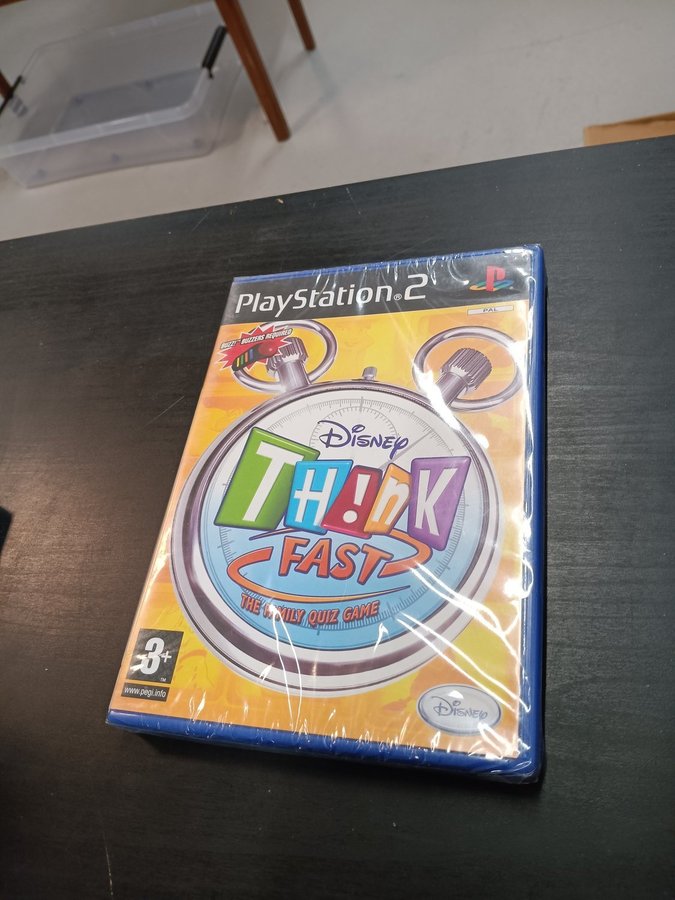 PlayStation®2
PAL
BUZZ!™ BUZZERS REQUIRED
Disney
TH!nK
FAST
THE FAMILY QUIZ GAME
3+
TM
www.pegi.info
Disney